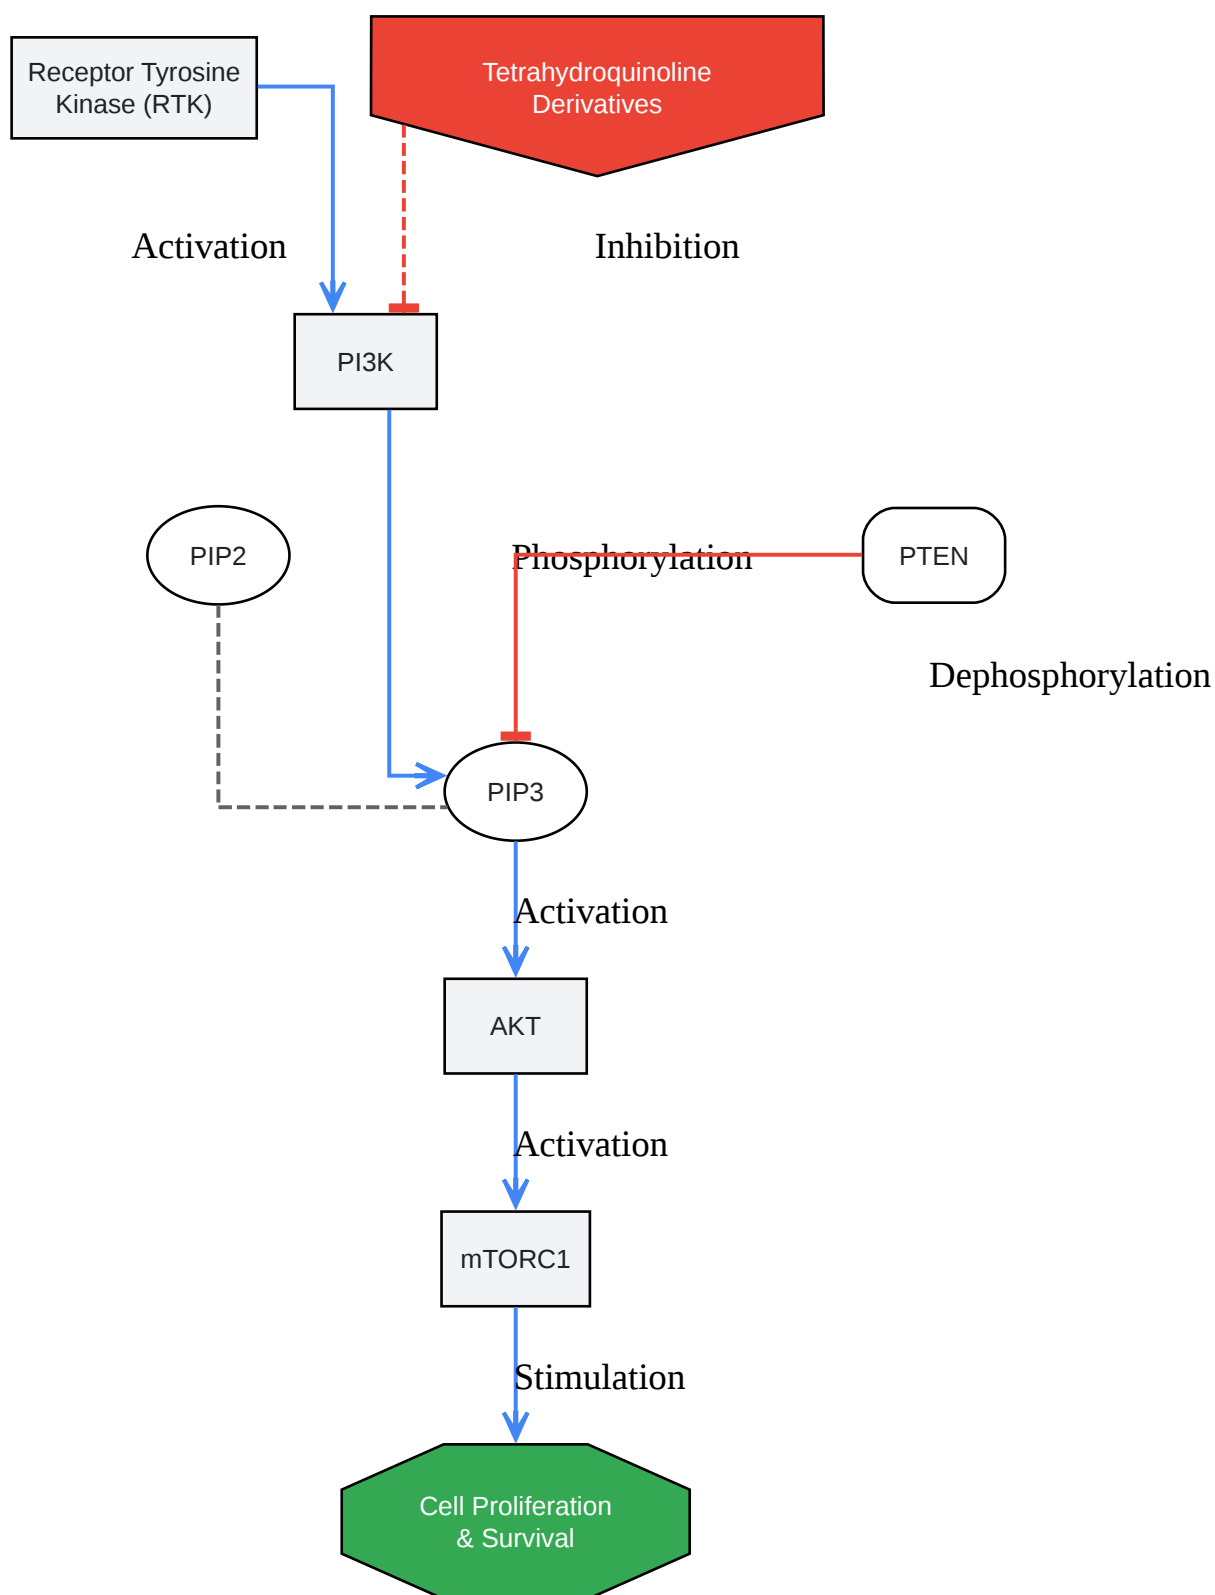 Receptor Tyrosine
Kinase (RTK)
Tetrahydroquinoline
Derivatives
Activation
Inhibition
PI3K
PIP2
Phosphorylation
PTEN
Dephosphorylation
PIP3
Activation
AKT
Activation
mTORC1
Stimulation
Cell Proliferation
& Survival